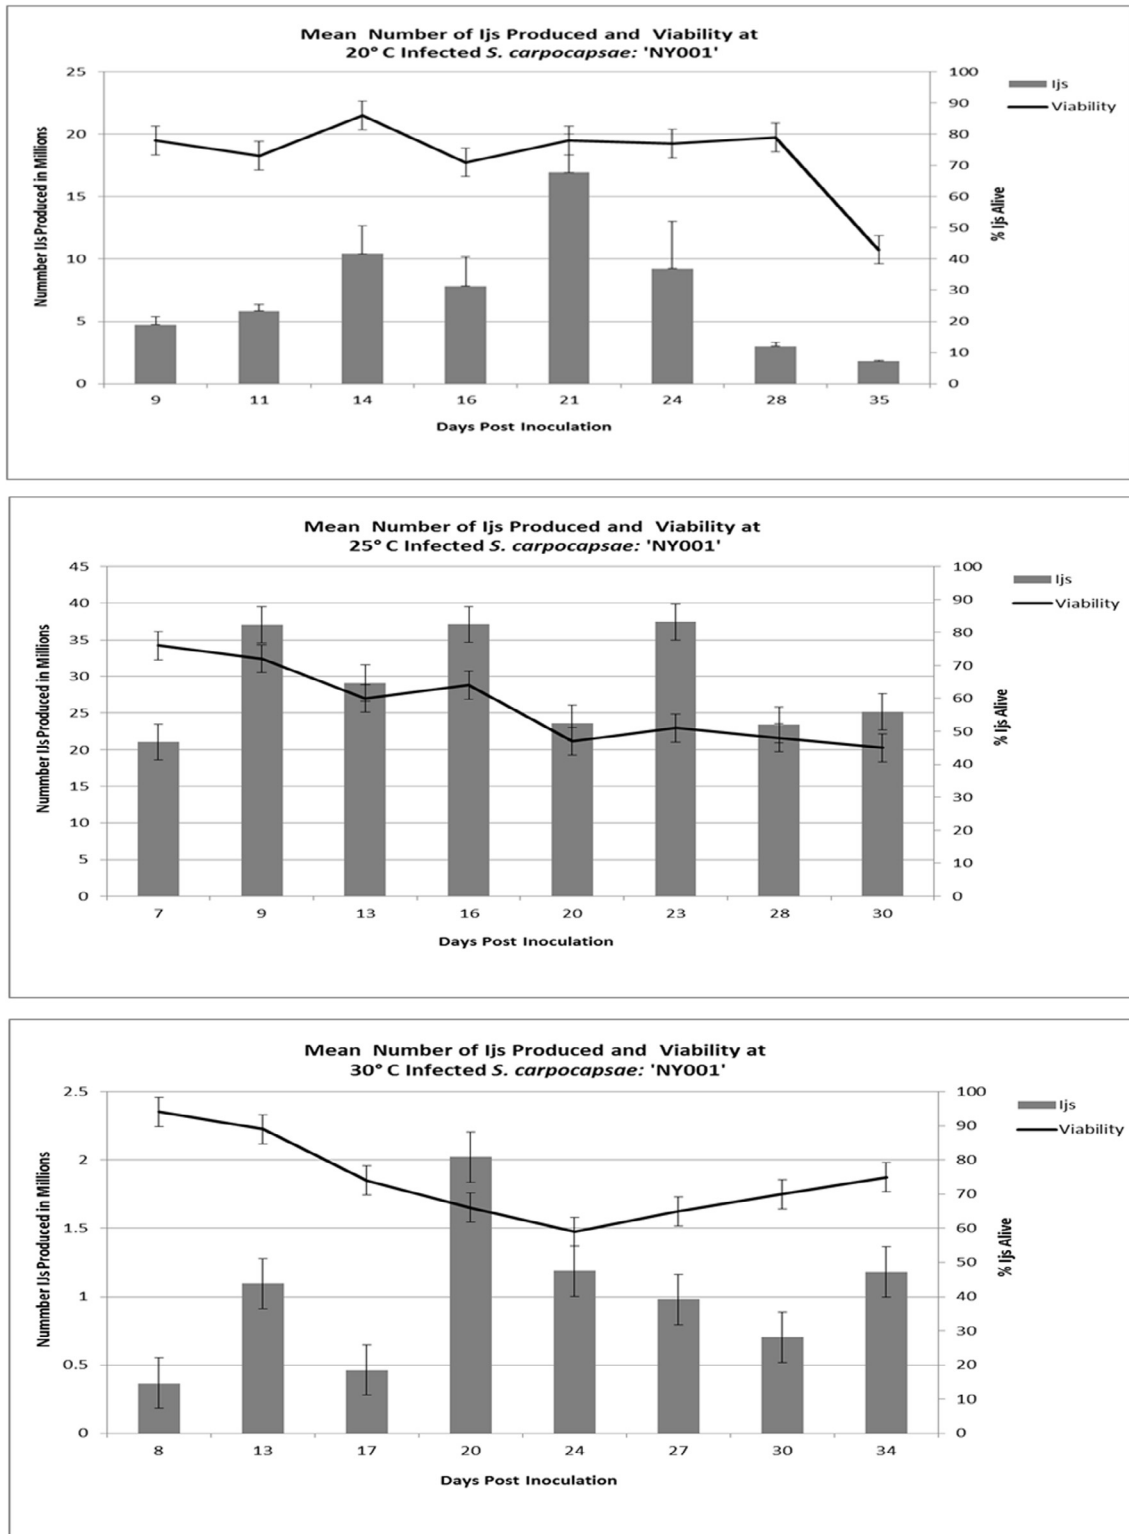 Mean Number of Ijs Produced and Viability at
20° C Infected S. carpocapsae: 'NY001'
25
20
15
10
5
0
Nummber IJs Produced in Millions
100
90
80
70
60
50
40
30
20
10
0
% Ijs Alive
Ijs
Viability
9 11 14 16 21 24 28 35
Days Post Inoculation
Mean Number of Ijs Produced and Viability at
25° C Infected S. carpocapsae: 'NY001'
45
40
35
30
25
20
15
10
5
0
Nummber IJs Produced in Millions
100
90
80
70
60
50
40
30
20
10
0
% Ijs Alive
Ijs
Viability
7 9 13 16 20 23 28 30
Days Post Inoculation
Mean Number of Ijs Produced and Viability at
30° C Infected S. carpocapsae: 'NY001'
2.5
2
1.5
1
0.5
0
Nummber IJs Produced in Millions
100
90
80
70
60
50
40
30
20
10
0
% Ijs Alive
Ijs
Viability
8 13 17 20 24 27 30 34
Days Post Inoculation